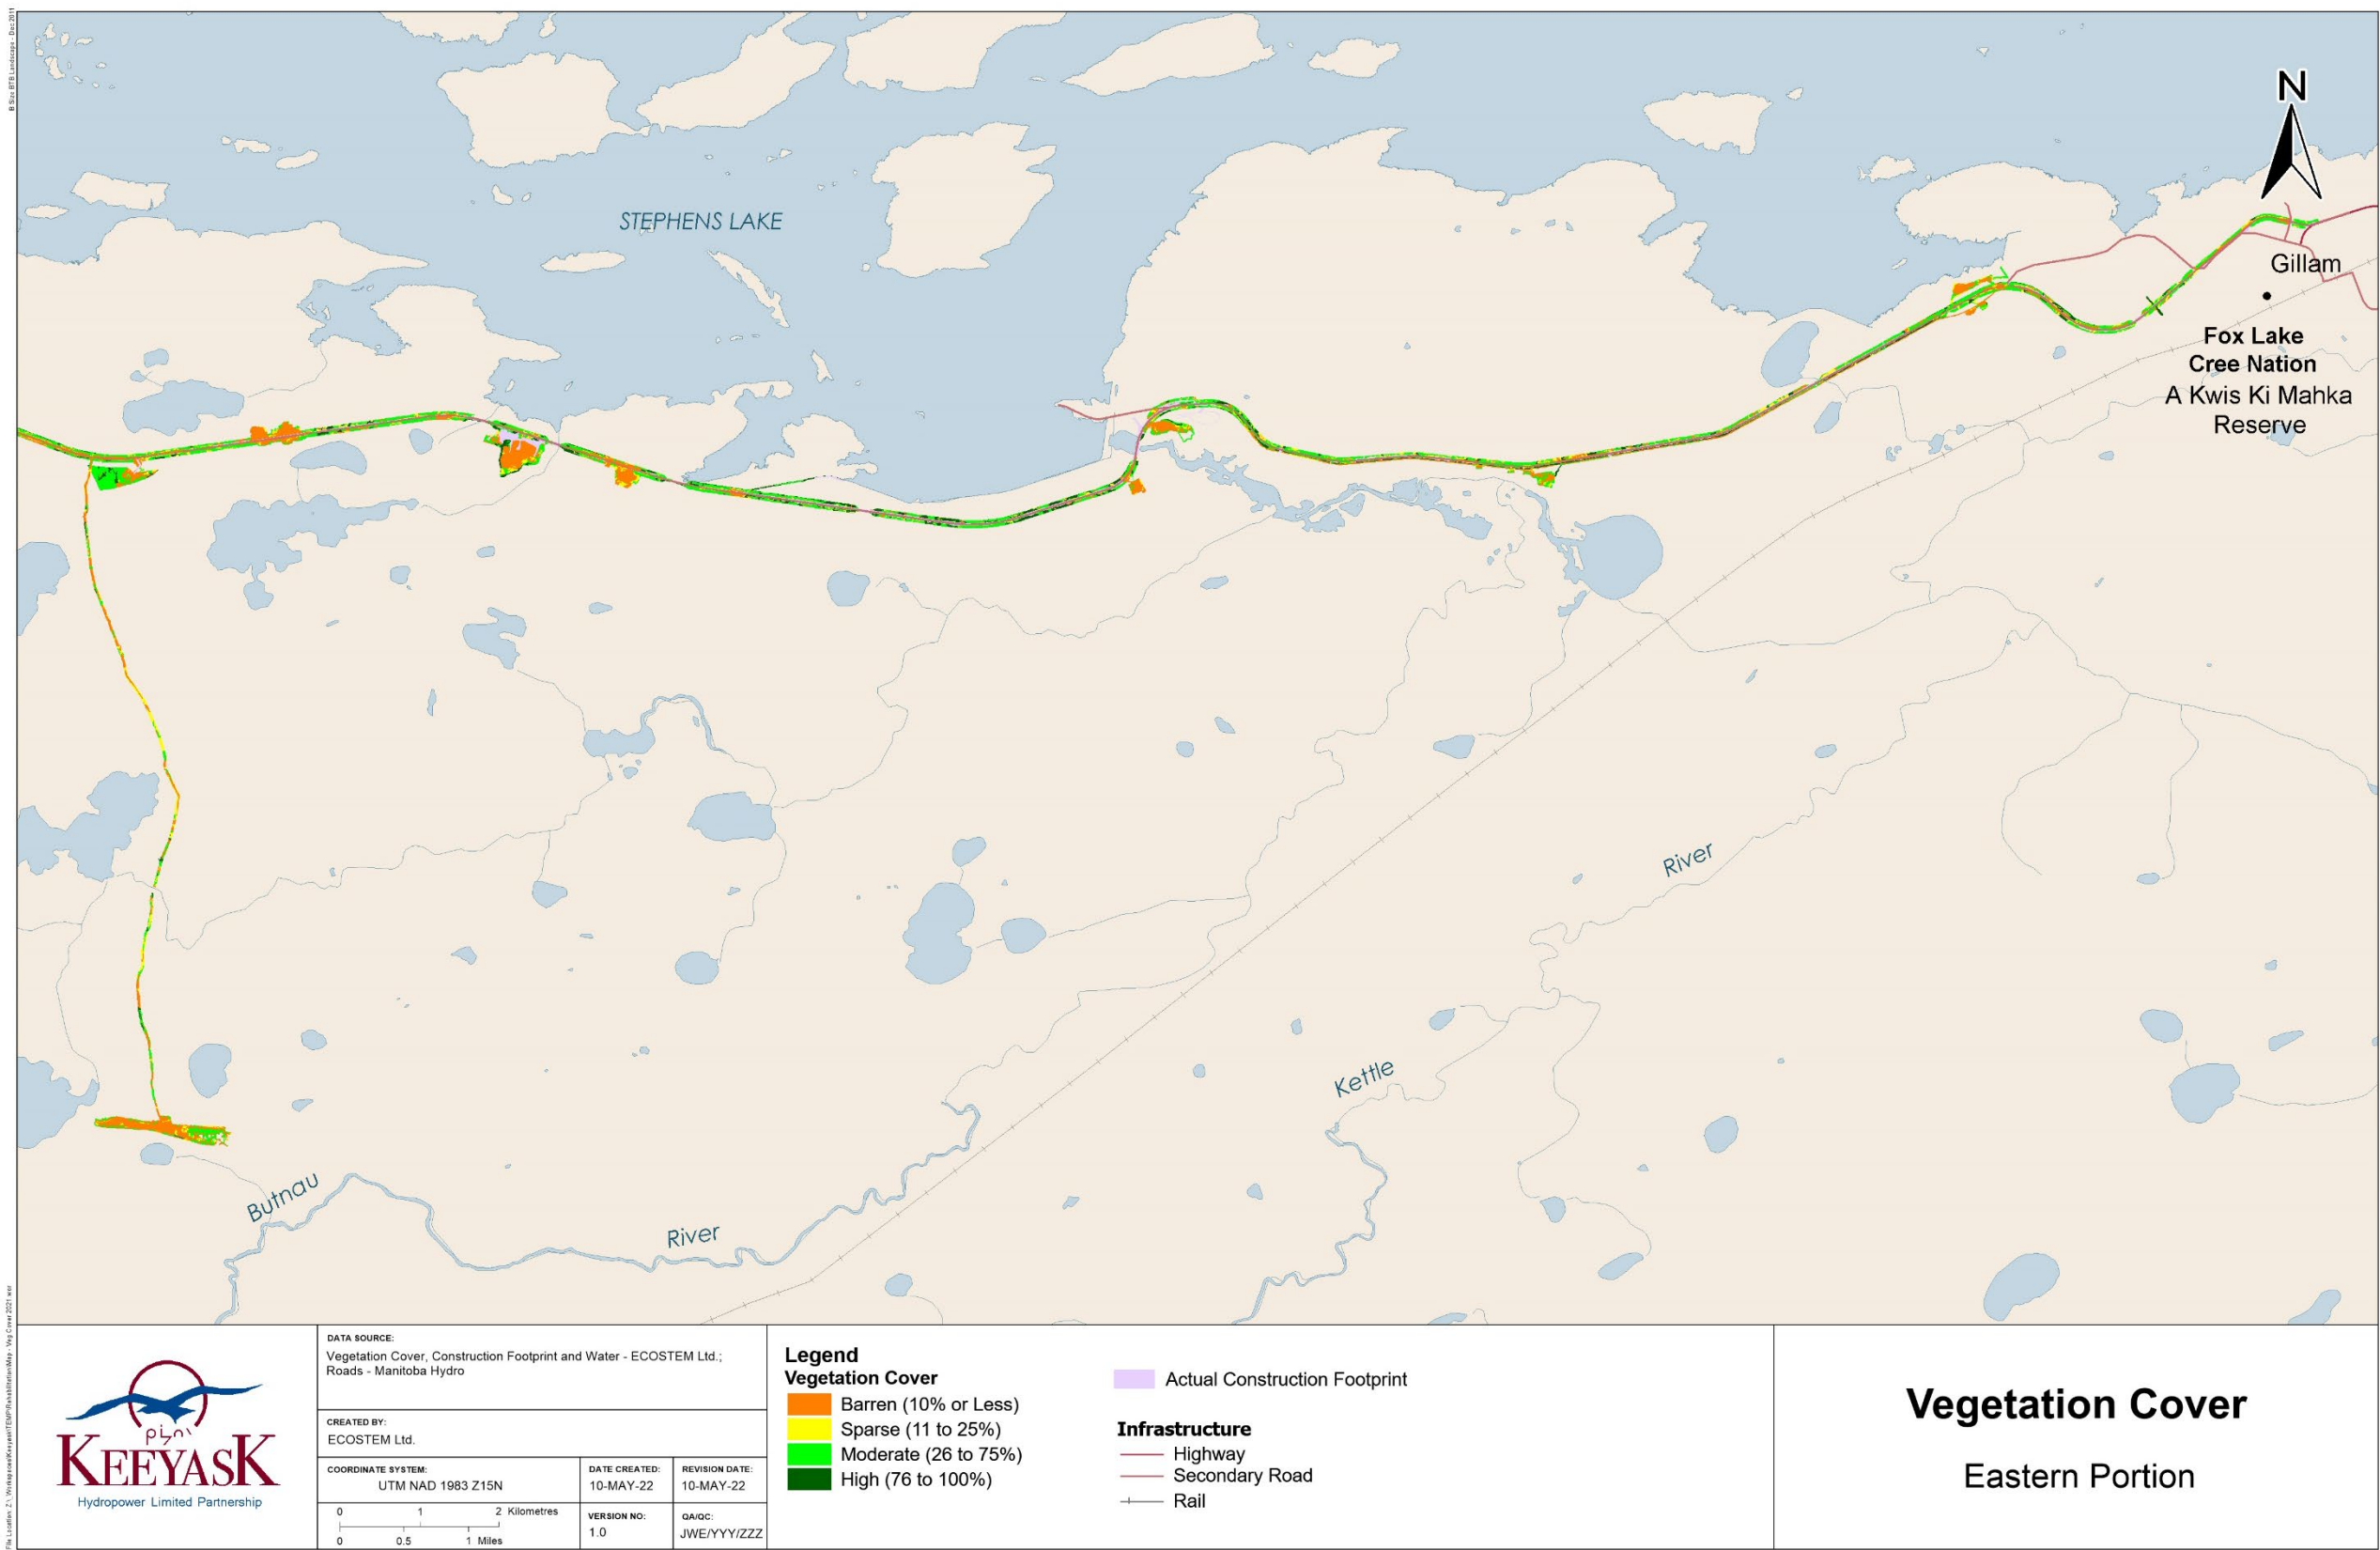 B Size BTB Landscape - Dec 2011
N
STEPHENS LAKE
Gillam
Fox Lake
Cree Nation
A Kwis Ki Mahka
Reserve
River
Kettle
Butnau
River
DATA SOURCE:
Vegetation Cover, Construction Footprint and Water - ECOSTEM Ltd.;
Roads - Manitoba Hydro
CREATED BY:
ECOSTEM Ltd.
COORDINATE SYSTEM:
UTM NAD 1983 Z15N
DATE CREATED:
10-MAY-22
REVISION DATE:
10-MAY-22
0 1 2 Kilometres
0 0.5 1 Miles
VERSION NO:
1.0
QA/QC:
JWE/YYY/ZZZ
KEEYASK
Hydropower Limited Partnership
Legend
Vegetation Cover
Barren (10% or Less)
Sparse (11 to 25%)
Moderate (26 to 75%)
High (76 to 100%)
Actual Construction Footprint
Infrastructure
Highway
Secondary Road
Rail
Vegetation Cover
Eastern Portion